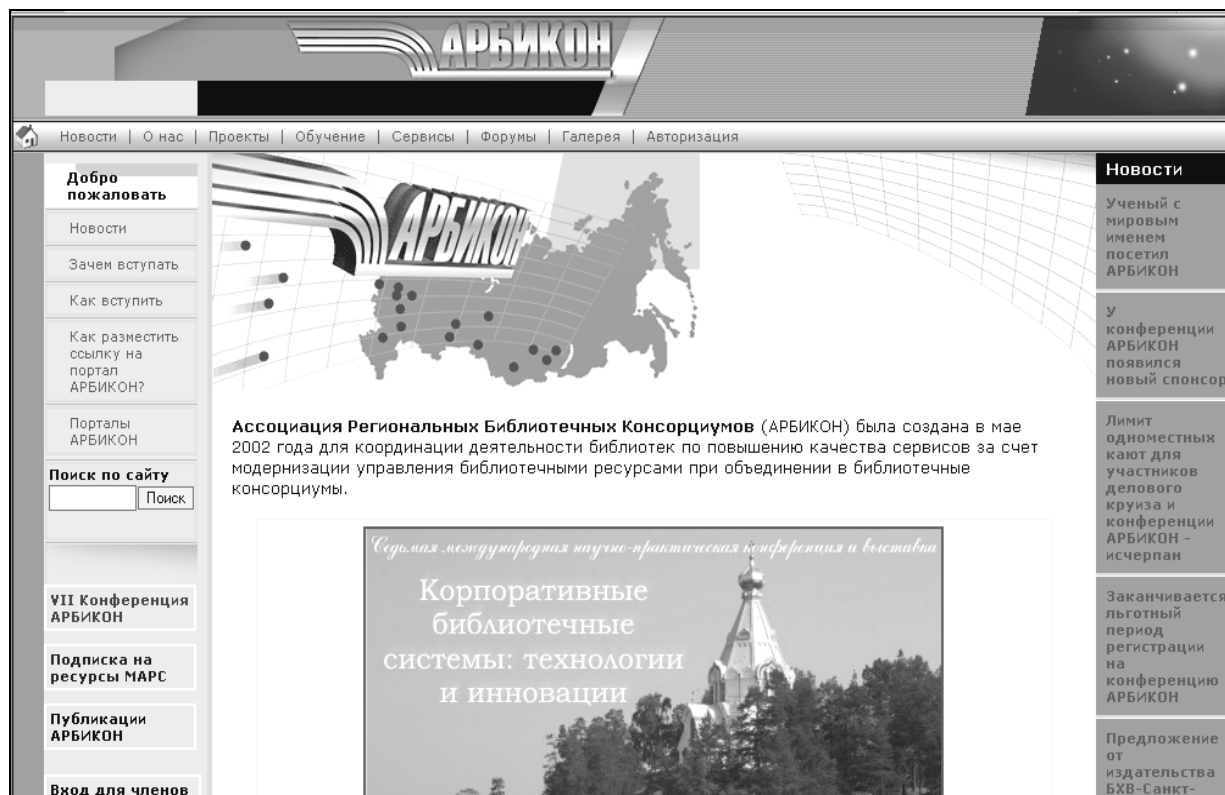 АРБИКОН
Новости | О нас | Проекты | Обучение | Сервисы | Форумы | Галерея | Авторизация
Добро
пожаловать
Новости
Зачем вступать
Как вступить
Как разместить
ссылку на
портал
АРБИКОН?
Порталы
АРБИКОН
Поиск по сайту
Поиск
VII Конференция
АРБИКОН
Подписка на
ресурсы МАРС
Публикации
АРБИКОН
Вход для членов
АРБИКОН
Ассоциация Региональных Библиотечных Консорциумов (АРБИКОН) была создана в мае
2002 года для координации деятельности библиотек по повышению качества сервисов за счет
модернизации управления библиотечными ресурсами при объединении в библиотечные
консорциумы.
Седьмая международная научно-практическая конференция и выставка
Корпоративные
библиотечные
системы: технологии
и инновации
Новости
Ученый с
мировым
именем
посетил
АРБИКОН
У
конференции
АРБИКОН
появился
новый спонсор
Лимит
одноместных
кают для
участников
делового
круиза и
конференции
АРБИКОН -
исчерпан
Заканчивается
льготный
период
регистрации
на
конференцию
АРБИКОН
Предложение
от
издательства
БХВ-Санкт-